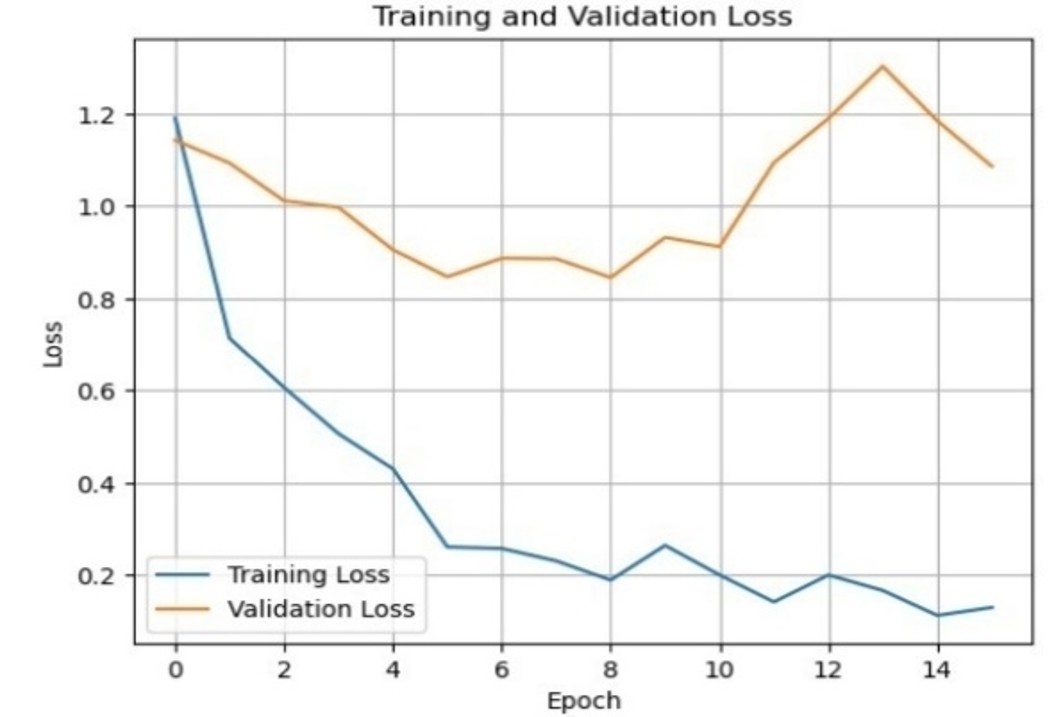 Training and Validation Loss
1.2
1.0
0.8
0.6
0.4
0.2
Loss
Training Loss
Validation Loss
0 2 4 6 8 10 12 14
Epoch